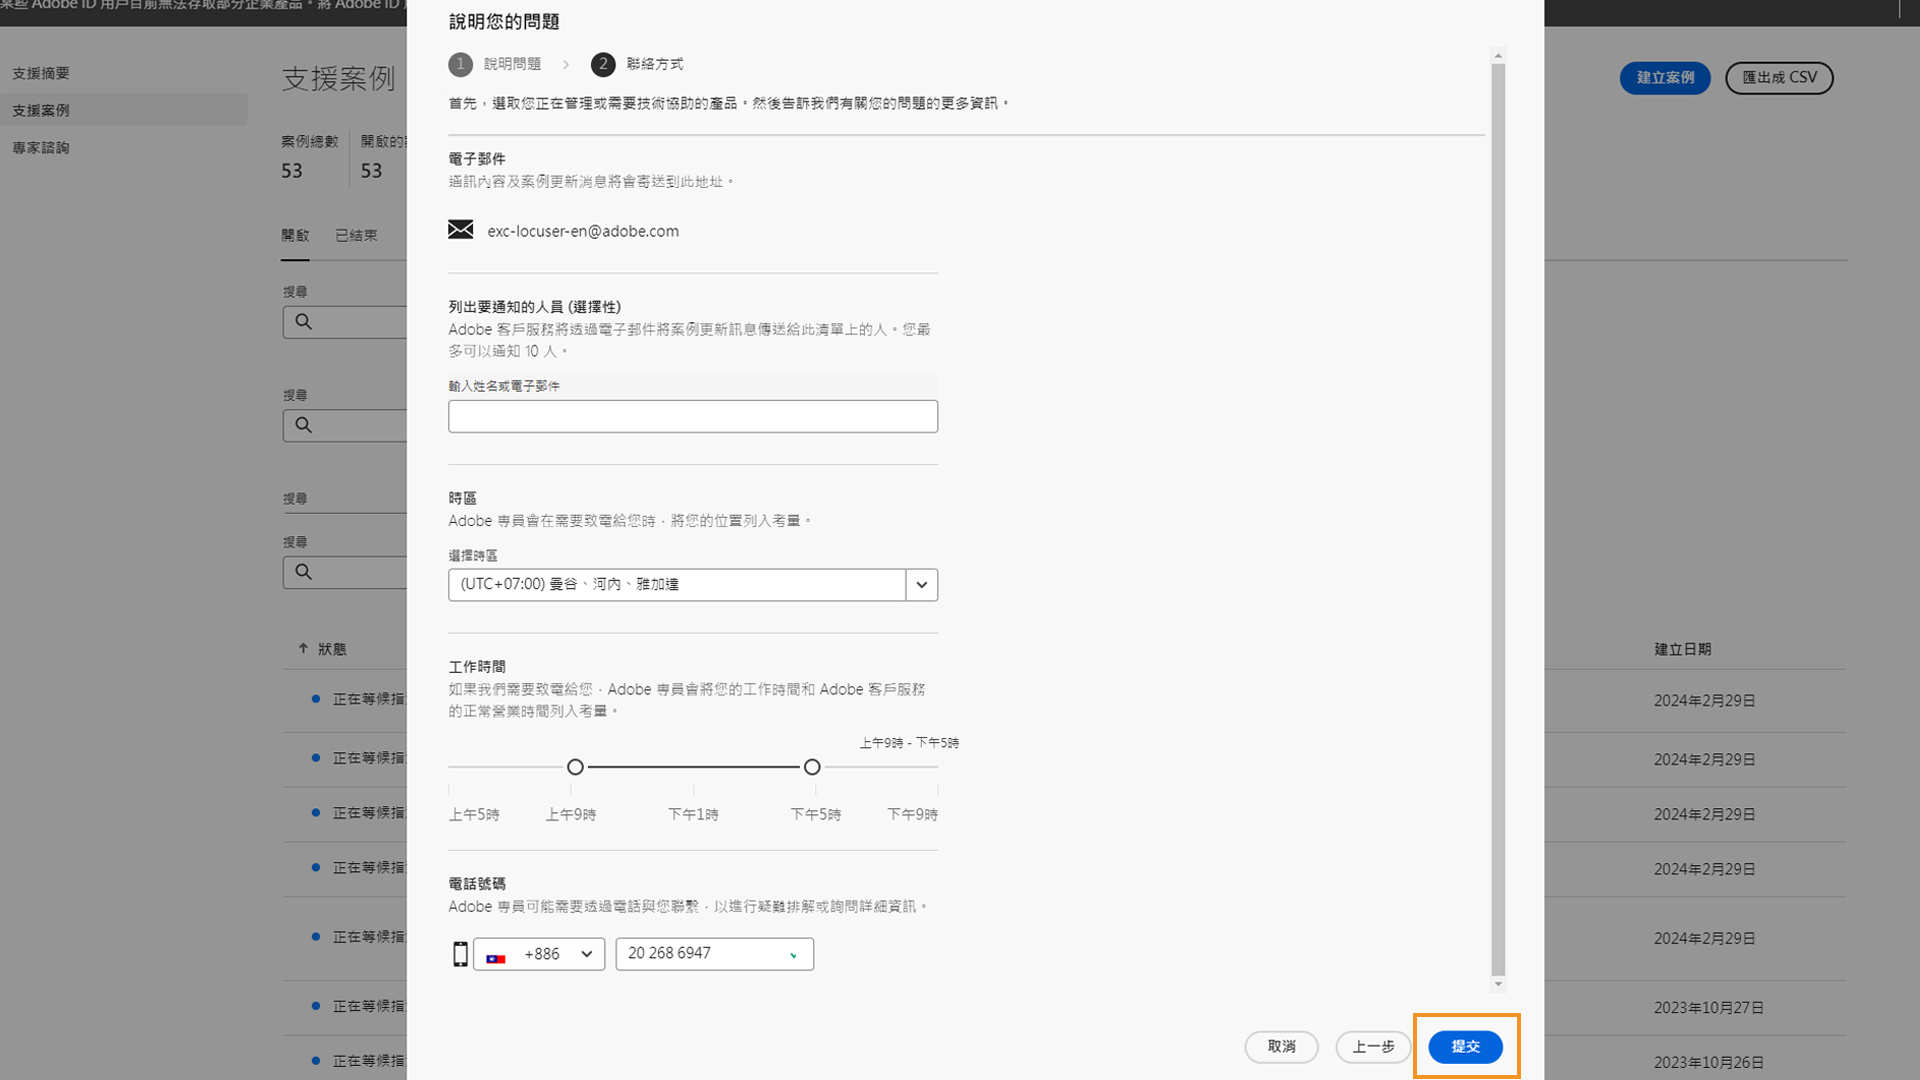 某些 Adobe ID 用戶目前無法存取部分企業產品。將 Adobe ID
支援摘要
支援案例
專家諮詢
支援案例
建立案例
匯出成 CSV
案例總數
53
開啟的
53
開啟
已結束
搜尋
搜尋
搜尋
搜尋
狀態
建立日期
正在等候指
2024年2月29日
正在等候指
2024年2月29日
正在等候指
2024年2月29日
正在等候指
2024年2月29日
正在等候指
2024年2月29日
正在等候指
2023年10月27日
正在等候指
2023年10月26日
說明您的問題
1 說明問題
2 聯絡方式
首先，選取您正在管理或需要技術協助的產品。然後告訴我們有關您的問題的更多資訊。
電子郵件
通訊內容及案例更新消息將會寄送到此地址。
exc-locuser-en@adobe.com
列出要通知的人員 (選擇性)
Adobe 客戶服務將透過電子郵件將案例更新訊息傳送給此清單上的人。您最
多可以通知 10 人。
輸入姓名或電子郵件
時區
Adobe 專員會在需要致電給您時，將您的位置列入考量。
選擇時區
(UTC+07:00) 曼谷、河內、雅加達
工作時間
如果我們需要致電給您，Adobe 專員會將您的工作時間和 Adobe 客戶服務
的正常營業時間列入考量。
上午9時 - 下午5時
上午5時
上午9時
下午1時
下午5時
下午9時
電話號碼
Adobe 專員可能需要透過電話與您聯繫，以進行疑難排解或詢問詳細資訊。
+886
20 268 6947
取消
上一步
提交